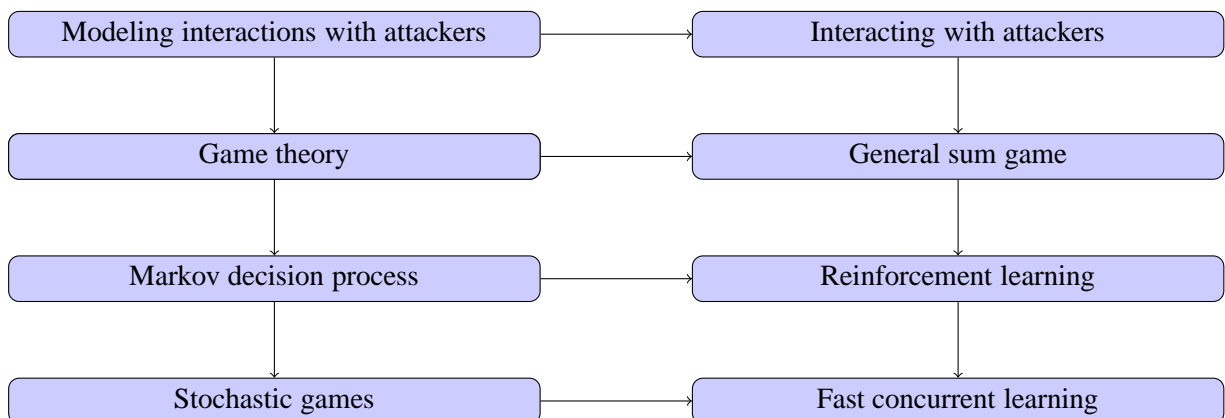 Modeling interactions with attackers
Interacting with attackers
Game theory
General sum game
Markov decision process
Reinforcement learning
Stochastic games
Fast concurrent learning